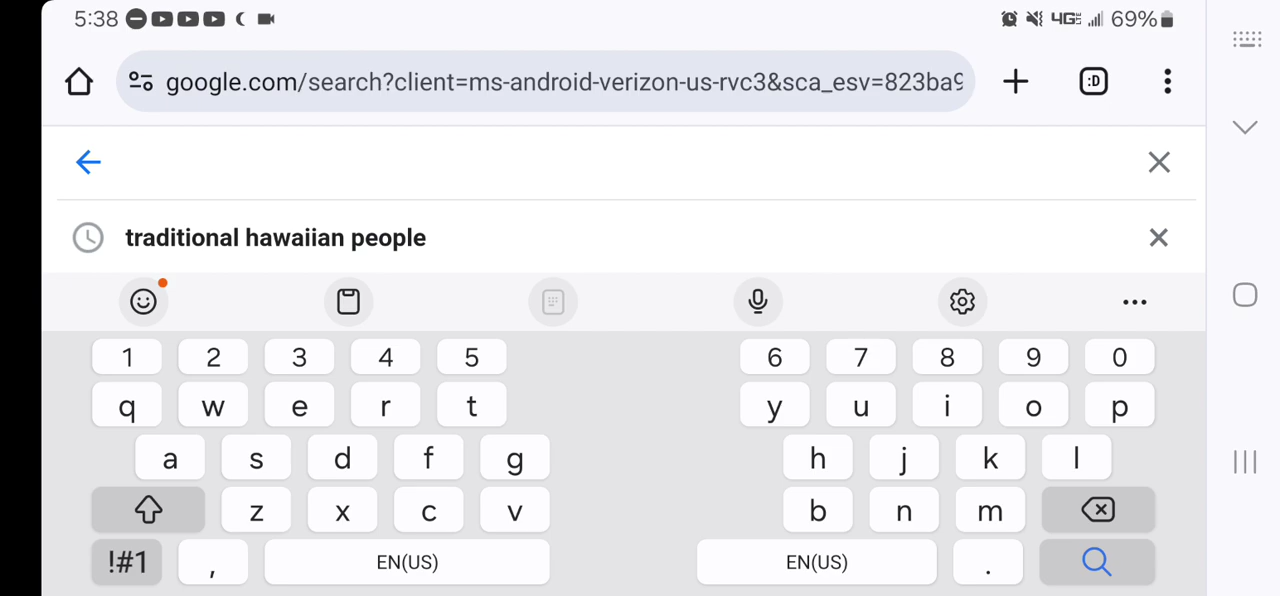 5:38 4GE 69%
google.com/search?client=ms-android-verizon-us-rvc3&sca_esv=823ba9
:D
traditional hawaiian people
1 2 3 4 5 6 7 8 9 0
q w e r t y u i o p
a s d f g h j k l
z x c v b n m
!#1 , EN(US) EN(US) .